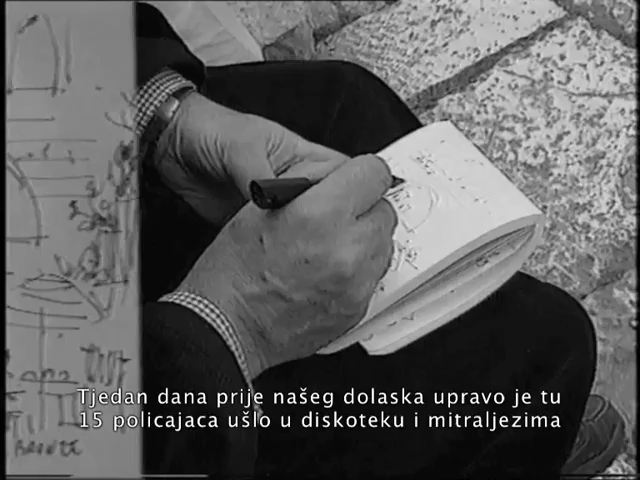 Tjedan dana prije našeg dolaska upravo je tu
15 policajaca ušlo u diskoteku i mitraljezima